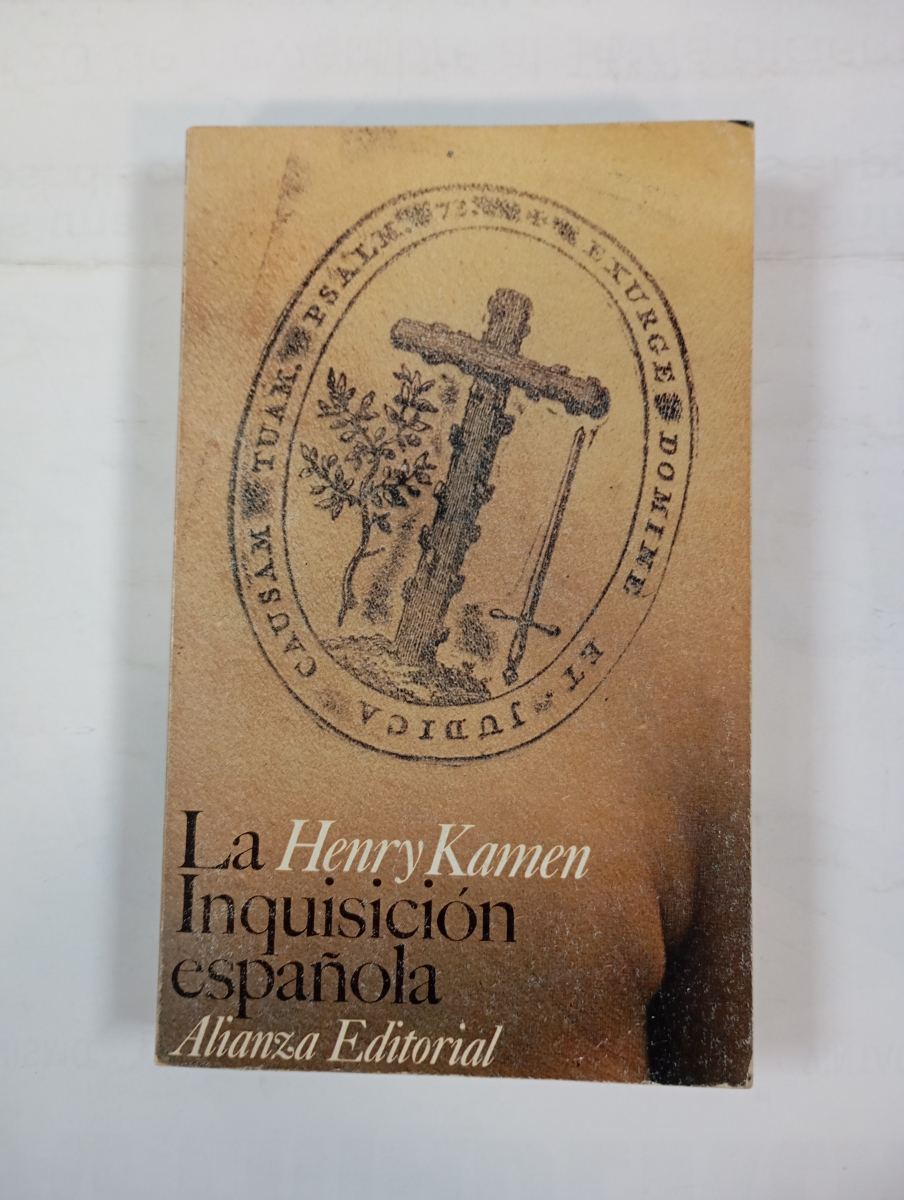 ✠ EXURGE DOMINE ET JUDICA CAUSAM TUAM. PSALM. 73.
La Henry Kamen
Inquisición
española
Alianza Editorial